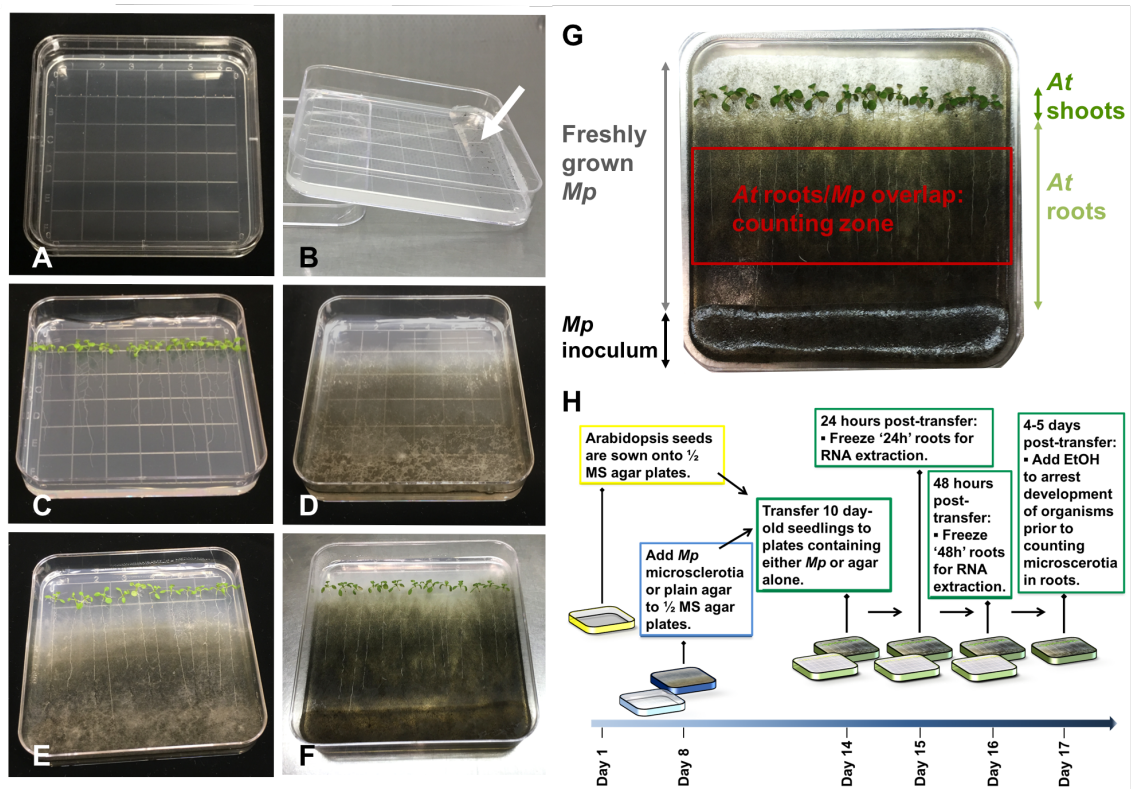 A
B
C
D
E
F
G
Freshly
grown
Mp
Mp
inoculum
At roots/Mp overlap:
counting zone
At
shoots
At
roots
H
Arabidopsis seeds
are sown onto ½
MS agar plates.
Add Mp
microsclerotia
or plain agar
to ½ MS agar
plates.
Transfer 10 day-
old seedlings to
plates containing
either Mp or agar
alone.
24 hours post-transfer:
▪ Freeze ‘24h’ roots for
RNA extraction.
48 hours
post-
transfer:
▪ Freeze
‘48h’ roots
for RNA
extraction.
4-5 days
post-transfer:
▪ Add EtOH
to arrest
development
of organisms
prior to
counting
microscerotia
in roots.
Day 1
Day 8
Day 14
Day 15
Day 16
Day 17